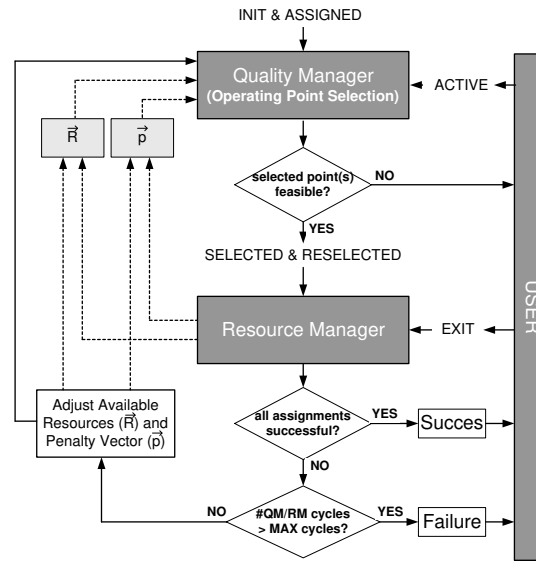 INIT & ASSIGNED
Quality Manager
(Operating Point Selection)
ACTIVE
R
p
selected point(s)
feasible?
NO
YES
SELECTED & RESELECTED
USER
Resource Manager
EXIT
Adjust Available
Resources (R) and
Penalty Vector (p)
all assignments
successful?
YES
Succes
NO
#QM/RM cycles
> MAX cycles?
NO
YES
Failure